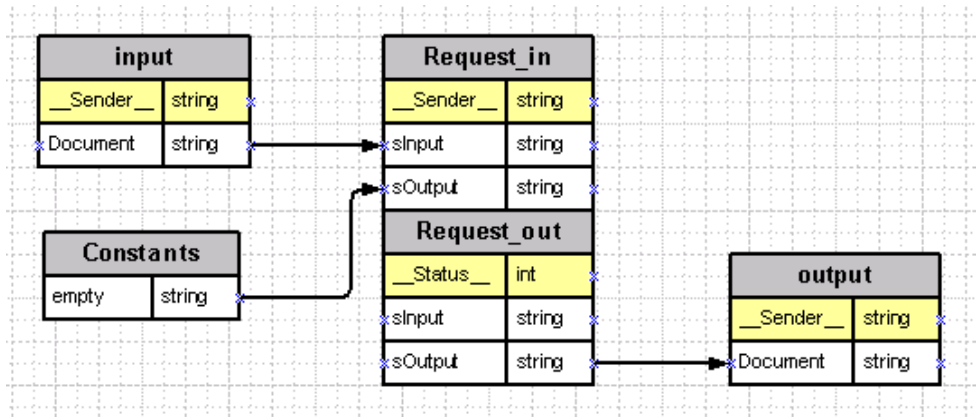 input
__Sender__ string
Document string
Constants
empty string
Request_in
__Sender__ string
sInput string
sOutput string
Request_out
__Status__ int
sInput string
sOutput string
output
__Sender__ string
Document string